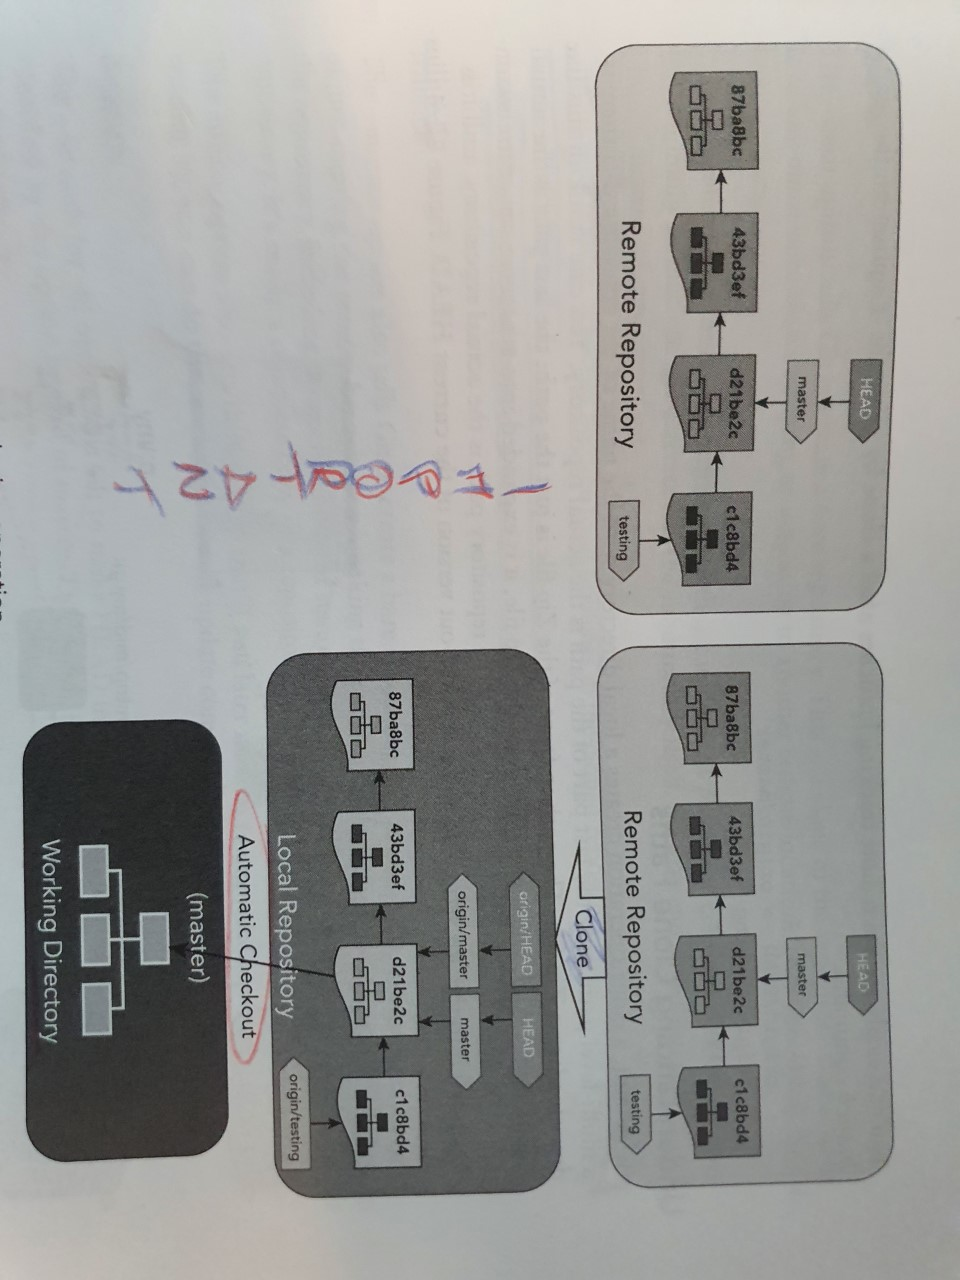 HEAD
master
87ba8bc 43bd3ef d21be2c c1c8bd4
Remote Repository
testing
HEAD
master
87ba8bc 43bd3ef d21be2c c1c8bd4
Remote Repository
testing
Clone
origin/HEAD HEAD
origin/master master
87ba8bc 43bd3ef d21be2c c1c8bd4
origin/testing
Local Repository
Automatic Checkout
(master)
Working Directory
I
M
P
O
R
T
A
N
T